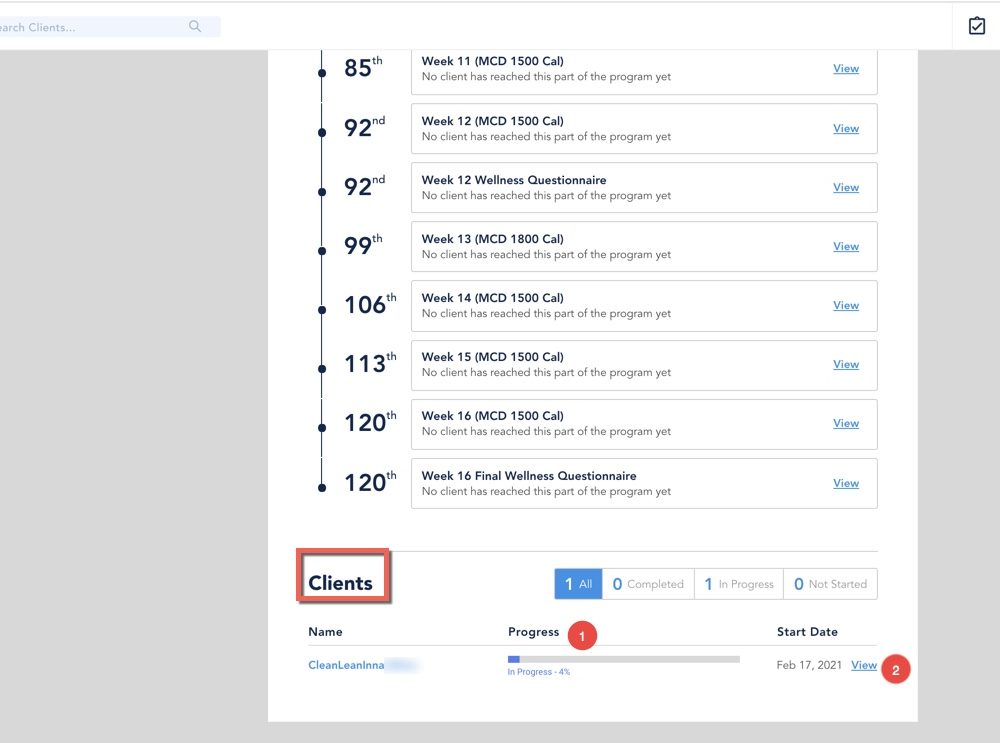 Search Clients...
85th
Week 11 (MCD 1500 Cal)
No client has reached this part of the program yet
View
92nd
Week 12 (MCD 1500 Cal)
No client has reached this part of the program yet
View
92nd
Week 12 Wellness Questionnaire
No client has reached this part of the program yet
View
99th
Week 13 (MCD 1800 Cal)
No client has reached this part of the program yet
View
106th
Week 14 (MCD 1500 Cal)
No client has reached this part of the program yet
View
113th
Week 15 (MCD 1500 Cal)
No client has reached this part of the program yet
View
120th
Week 16 (MCD 1500 Cal)
No client has reached this part of the program yet
View
120th
Week 16 Final Wellness Questionnaire
No client has reached this part of the program yet
View
Clients
1 All 0 Completed 1 In Progress 0 Not Started
Name Progress 1 Start Date
CleanLeanInna Feb 17, 2021 View 2
In Progress - 4%